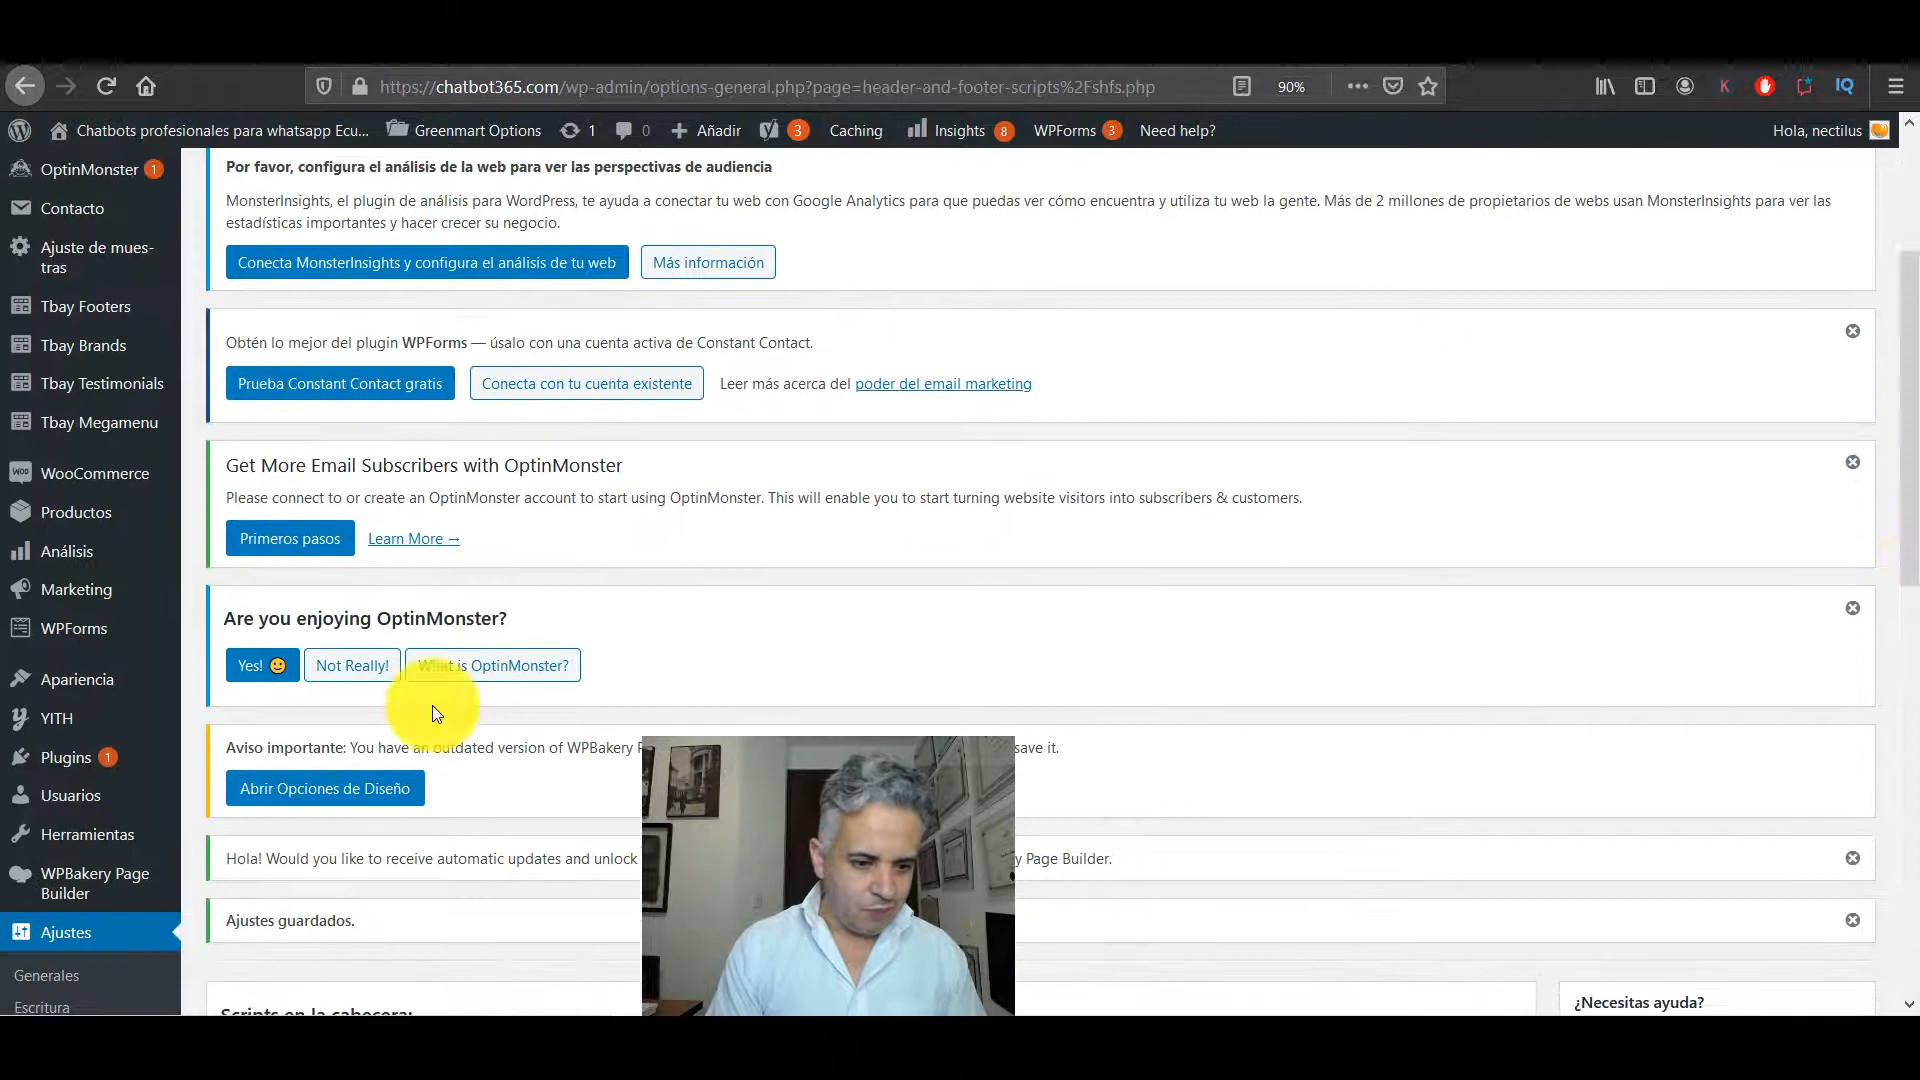 https://chatbot365.com/wp-admin/options-general.php?page=header-and-footer-scripts%2Fshfs.php
90%
K
IQ
Chatbots profesionales para whatsapp Ecu...
Greenmart Options
1
0
Añadir
3
Caching
Insights 8
WPForms 3
Need help?
Hola, nectilus
OptinMonster 1
Contacto
Ajuste de mues-
tras
Tbay Footers
Tbay Brands
Tbay Testimonials
Tbay Megamenu
WooCommerce
Productos
Análisis
Marketing
WPForms
Apariencia
YITH
Plugins 1
Usuarios
Herramientas
WPBakery Page
Builder
Ajustes
Generales
Escritura
Por favor, configura el análisis de la web para ver las perspectivas de audiencia
MonsterInsights, el plugin de análisis para WordPress, te ayuda a conectar tu web con Google Analytics para que puedas ver cómo encuentra y utiliza tu web la gente. Más de 2 millones de propietarios de webs usan MonsterInsights para ver las
estadísticas importantes y hacer crecer su negocio.
Conecta MonsterInsights y configura el análisis de tu web
Más información
Obtén lo mejor del plugin WPForms — úsalo con una cuenta activa de Constant Contact.
Prueba Constant Contact gratis
Conecta con tu cuenta existente
Leer más acerca del poder del email marketing
Get More Email Subscribers with OptinMonster
Please connect to or create an OptinMonster account to start using OptinMonster. This will enable you to start turning website visitors into subscribers & customers.
Primeros pasos
Learn More →
Are you enjoying OptinMonster?
Yes!
Not Really!
What is OptinMonster?
Aviso importante: You have an outdated version of WPBakery save it.
Abrir Opciones de Diseño
Hola! Would you like to receive automatic updates and unlock Page Builder.
Ajustes guardados.
Scripts en la cabecera:
¿Necesitas ayuda?